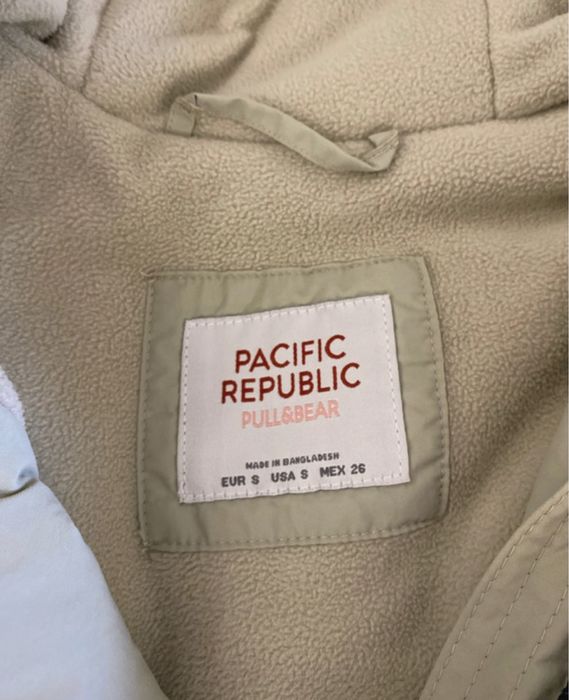 PACIFIC
REPUBLIC
PULL&BEAR
MADE IN BANGLADESH
EUR S USA S MEX 26